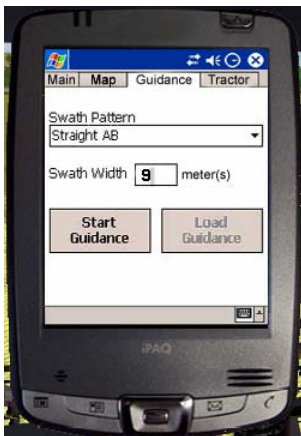 Main Map Guidance Tractor
Swath Pattern
Straight AB
Swath Width 9 meter(s)
Start Guidance
Load Guidance
iPAQ